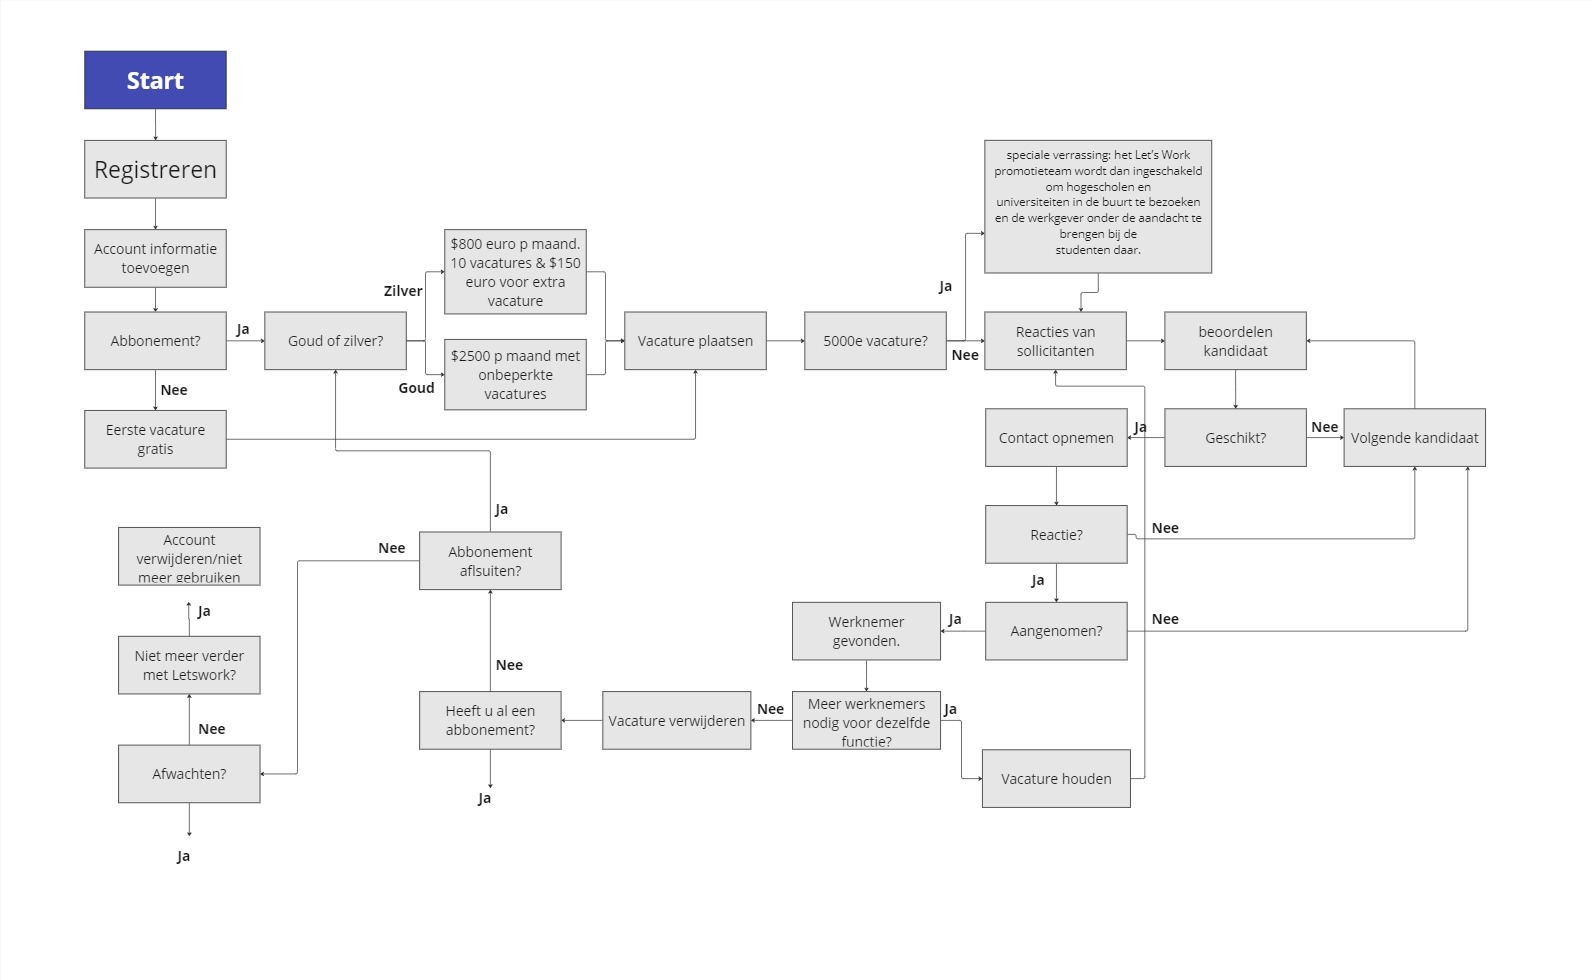 Start
Registreren
Account informatie
toevoegen
Abbonement?
Ja
Nee
Eerste vacature
gratis
Goud of zilver?
Zilver
Goud
$800 euro p maand.
10 vacatures & $150
euro voor extra
vacature
$2500 p maand met
onbeperkte
vacatures
Vacature plaatsen
5000e vacature?
Ja
Nee
speciale verrassing: het Let's Work
promotieteam wordt dan ingeschakeld
om hogescholen en
universiteiten in de buurt te bezoeken
en de werkgever onder de aandacht te
brengen bij de
studenten daar.
Reacties van
sollicitanten
beoordelen
kandidaat
Geschikt?
Ja
Nee
Volgende kandidaat
Contact opnemen
Reactie?
Nee
Ja
Aangenomen?
Nee
Ja
Werknemer
gevonden.
Meer werknemers
nodig voor dezelfde
functie?
Ja
Vacature houden
Nee
Vacature verwijderen
Heeft u al een
abbonement?
Ja
Nee
Abbonement
aflsuiten?
Ja
Nee
Afwachten?
Ja
Nee
Niet meer verder
met Letswork?
Ja
Account
verwijderen/niet
meer gebruiken